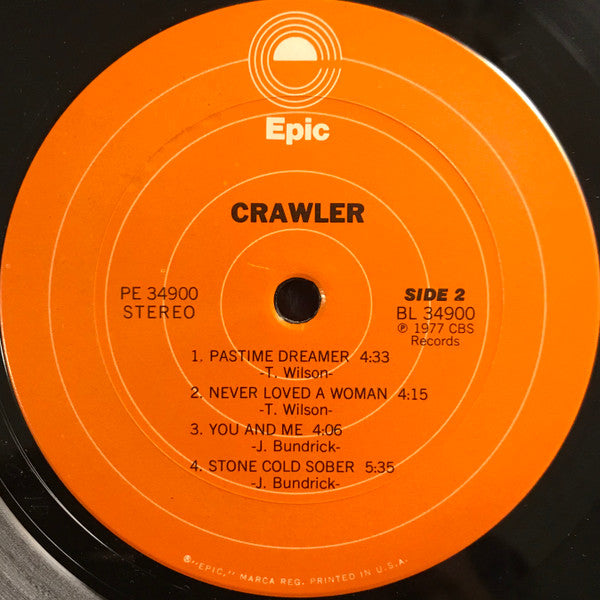 Epic
CRAWLER
PE 34900
STEREO
SIDE 2
BL 34900
℗ 1977 CBS
Records
1. PASTIME DREAMER 4:33
-T. Wilson-
2. NEVER LOVED A WOMAN 4:15
-T. Wilson-
3. YOU AND ME 4:06
-J. Bundrick-
4. STONE COLD SOBER 5:35
-J. Bundrick-
®"EPIC," MARCA REG. PRINTED IN U.S.A.